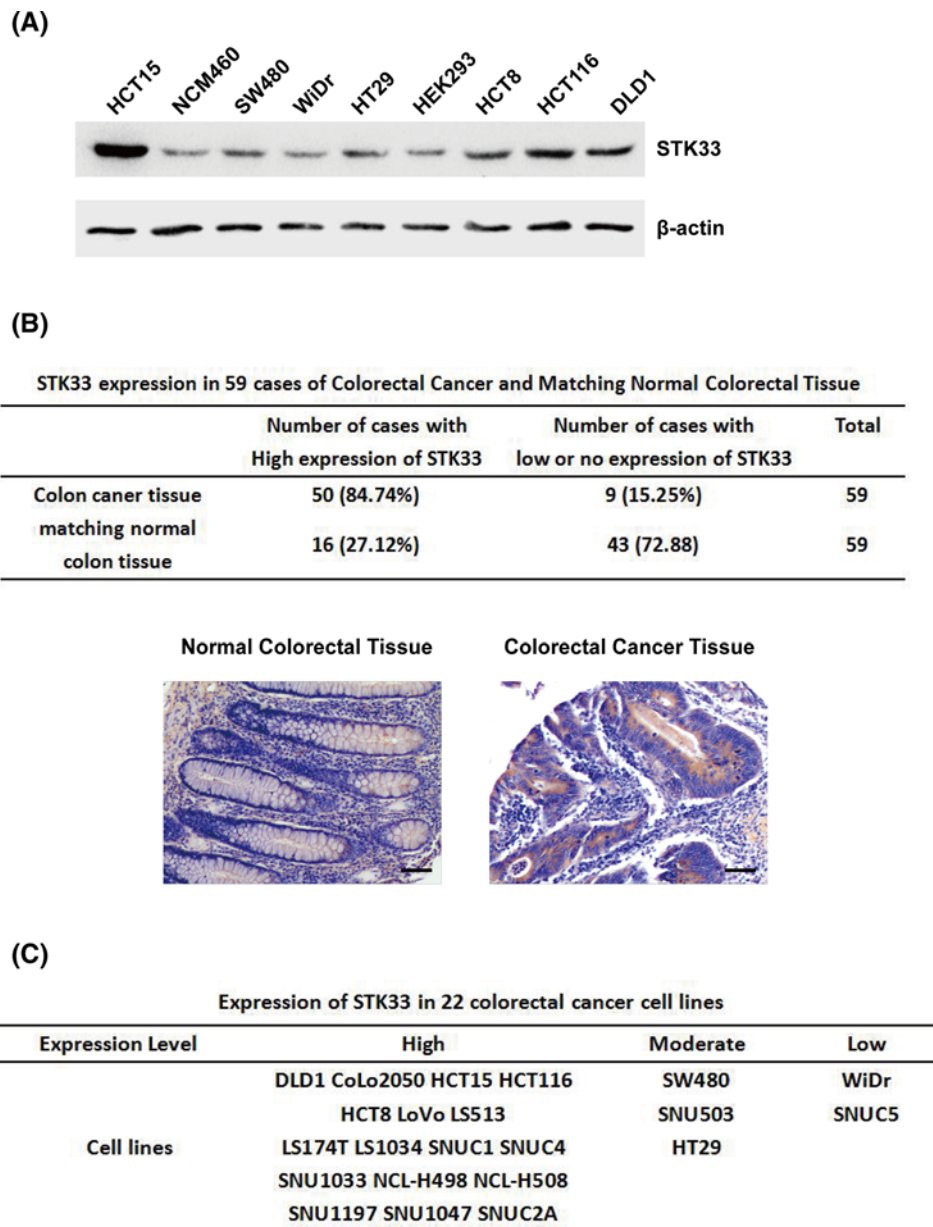 (A)
HCT15 NCM460 SW480 WiDr HT29 HEK293 HCT8 HCT116 DLD1
STK33
β-actin
(B)
STK33 expression in 59 cases of Colorectal Cancer and Matching Normal Colorectal Tissue
Number of cases with Number of cases with Total
High expression of STK33 low or no expression of STK33
Colon caner tissue 50 (84.74%) 9 (15.25%) 59
matching normal
colon tissue 16 (27.12%) 43 (72.88) 59
Normal Colorectal Tissue Colorectal Cancer Tissue
(C)
Expression of STK33 in 22 colorectal cancer cell lines
Expression Level High Moderate Low
DLD1 CoLo2050 HCT15 HCT116 SW480 WiDr
HCT8 LoVo LS513 SNU503 SNUC5
Cell lines LS174T LS1034 SNUC1 SNUC4 HT29
SNU1033 NCL-H498 NCL-H508
SNU1197 SNU1047 SNUC2A